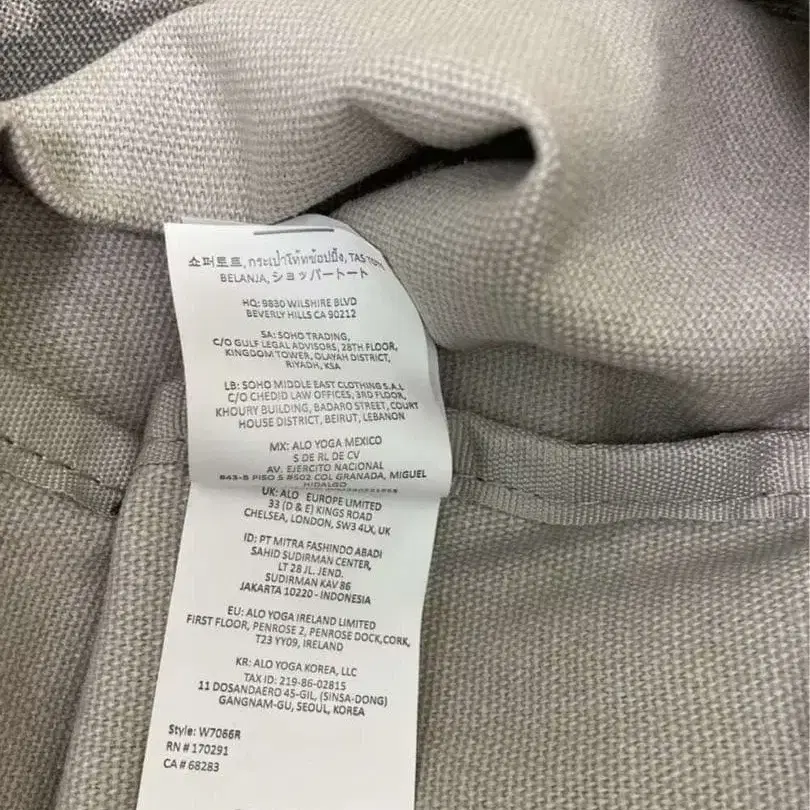 쇼퍼토트, กระเป๋าโท้ทช้อปปิ้ง, TAS
BELANJA, ショッパートート
HQ: 9830 WILSHIRE BLVD
BEVERLY HILLS CA 90212
SA: SOHO TRADING,
C/O GULF LEGAL ADVISORS, 28TH FLOOR,
KINGDOM TOWER, OLAYAH DISTRICT,
RIYADH, KSA
LB: SOHO MIDDLE EAST CLOTHING S.A.L
C/O CHEDID LAW OFFICES, 3RD FLOOR,
KHOURY BUILDING, BADARO STREET, COURT
HOUSE DISTRICT, BEIRUT, LEBANON
MX: ALO YOGA MEXICO
S DE RL DE CV
AV. EJERCITO NACIONAL
843-B PISO 5 #502 COL GRANADA, MIGUEL
HIDALGO
UK: ALO EUROPE LIMITED
33 (D & E) KINGS ROAD
CHELSEA, LONDON, SW3 4LX, UK
ID: PT MITRA FASHINDO ABADI
SAHID SUDIRMAN CENTER,
LT 28 JL. JEND.
SUDIRMAN KAV 86
JAKARTA 10220 - INDONESIA
EU: ALO YOGA IRELAND LIMITED
FIRST FLOOR, PENROSE 2, PENROSE DOCK,CORK,
T23 YY09, IRELAND
KR: ALO YOGA KOREA, LLC
TAX ID: 219-86-02815
11 DOSANDAERO 45-GIL, (SINSA-DONG)
GANGNAM-GU, SEOUL, KOREA
Style: W7066R
RN # 170291
CA # 68283